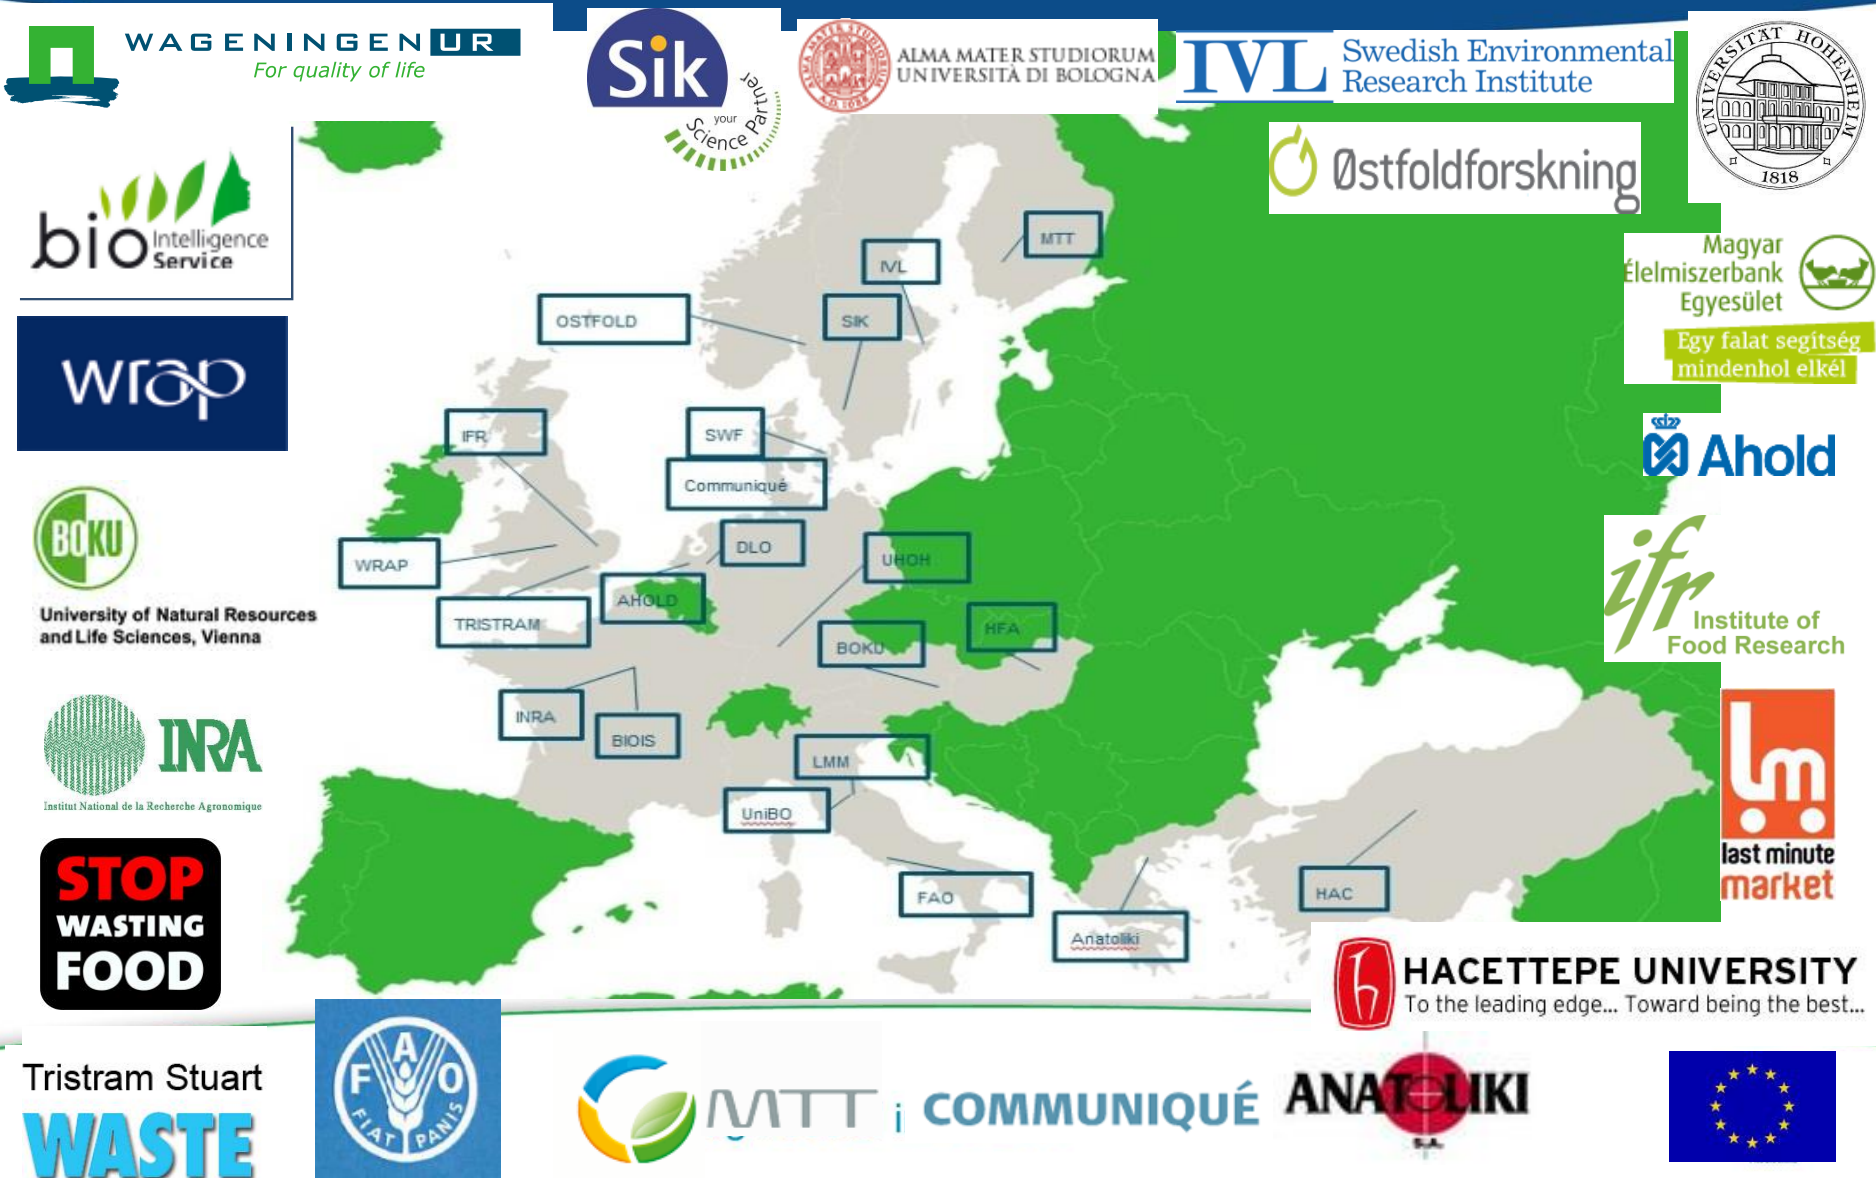 WAGENINGEN UR
For quality of life
Sik
your
Science Partner
ALMA MATER STUDIORUM
A.D. 1088
ALMA MATER STUDIORUM
UNIVERSITÀ DI BOLOGNA
IVL
Swedish Environmental
Research Institute
UNIVERSITÄT HOHENHEIM
1818
Østfoldforskning
bio
Intelligence
Service
wrap
BOKU
University of Natural Resources
and Life Sciences, Vienna
INRA
Institut National de la Recherche Agronomique
STOP
WASTING
FOOD
Tristram Stuart
WASTE
MTT
IVL
OSTFOLD
SIK
IFR
SWF
Communiqué
DLO
UHOH
WRAP
AHOLD
TRISTRAM
HFA
BOKU
INRA
BIOIS
LMM
UniBO
FAO
HAC
Anatoliki
Magyar
Élelmiszerbank
Egyesület
Egy falat segítség
mindenhol elkél
Ahold
ifr
Institute of
Food Research
lm
last minute
market
HACETTEPE UNIVERSITY
To the leading edge... Toward being the best...
FAO
FIAT PANIS
MTT
COMMUNIQUÉ
ANATOLIKI
S.A.